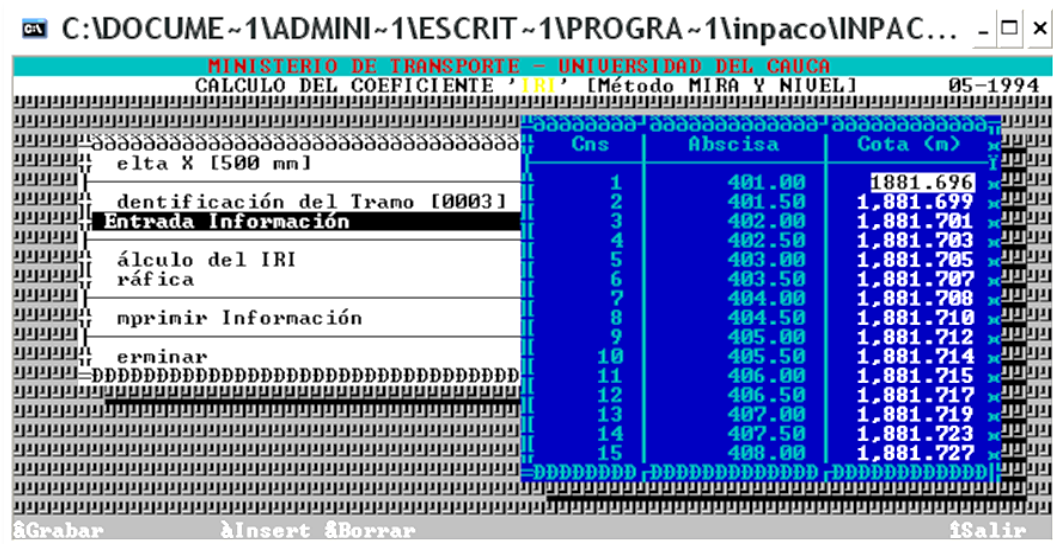 C:\DOCUME~1\ADMINI~1\ESCRIT~1\PROGRA~1\inpaco\INPAC...
MINISTERIO DE TRANSPORTE - UNIVERSIDAD DEL CAUCA
CALCULO DEL COEFICIENTE 'IRI' [Método MIRA Y NIVEL] 05-1994
elta X [500 mm]
dentificación del Tramo [0003]
Entrada Información
álculo del IRI
ráfica
mprimir Información
erminar
Cns Abscisa Cota (m)
1 401.00 1881.696
2 401.50 1,881.699
3 402.00 1,881.701
4 402.50 1,881.703
5 403.00 1,881.705
6 403.50 1,881.707
7 404.00 1,881.708
8 404.50 1,881.710
9 405.00 1,881.712
10 405.50 1,881.714
11 406.00 1,881.715
12 406.50 1,881.717
13 407.00 1,881.719
14 407.50 1,881.723
15 408.00 1,881.727
Grabar Insert Borrar Salir